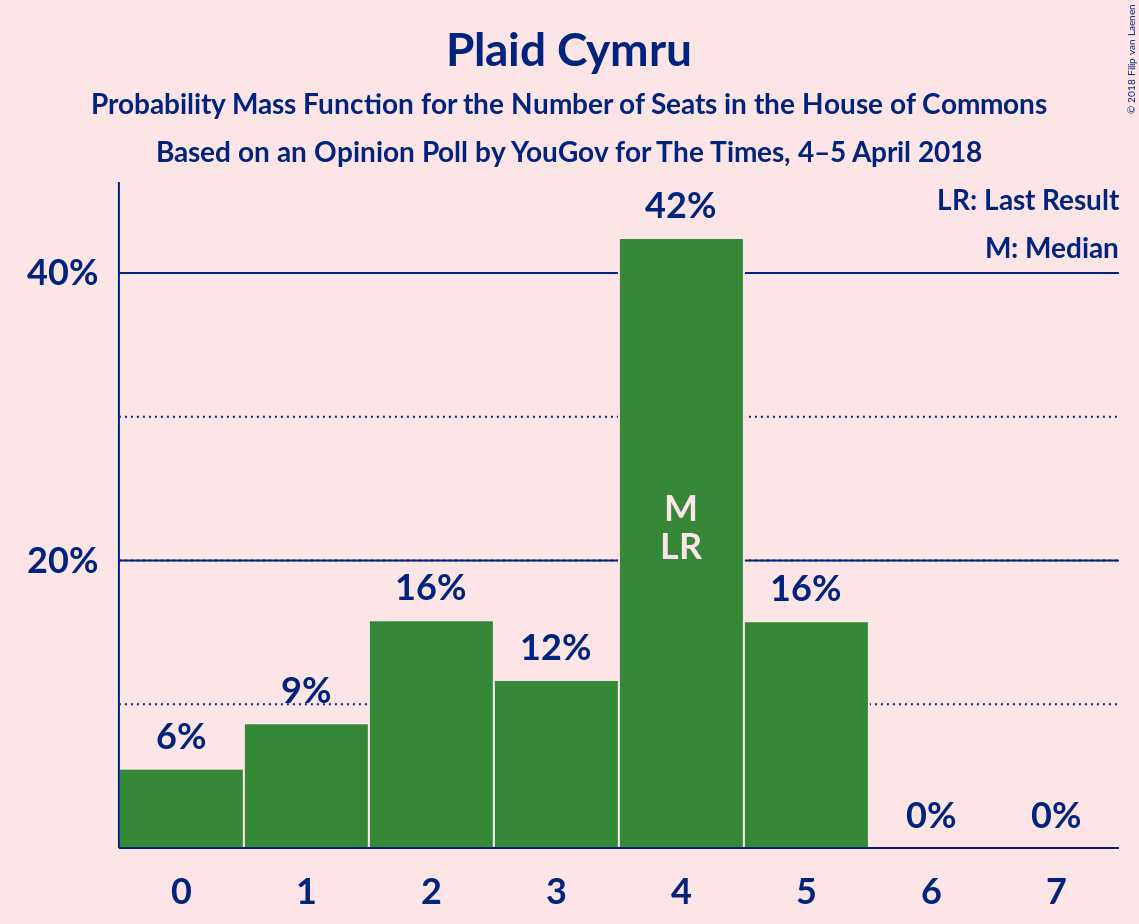 Plaid Cymru
Probability Mass Function for the Number of Seats in the House of Commons
Based on an Opinion Poll by YouGov for The Times, 4–5 April 2018
© 2018 Filip van Laenen
LR: Last Result
M: Median
40%
20%
6%
9%
16%
12%
42%
M
LR
16%
0%
0%
0 1 2 3 4 5 6 7